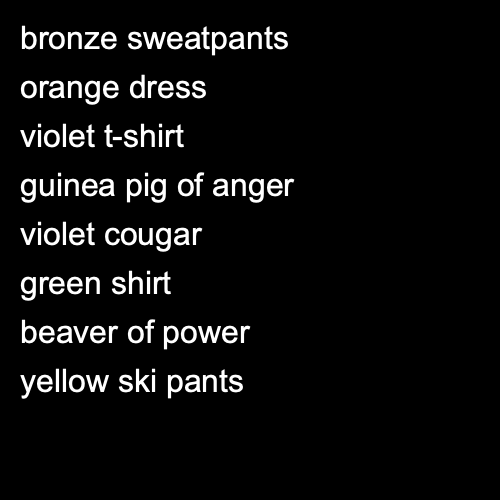 bronze sweatpants
orange dress
violet t-shirt
guinea pig of anger
violet cougar
green shirt
beaver of power
yellow ski pants